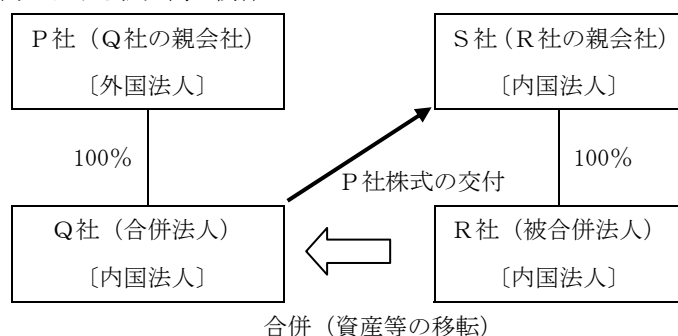 Ｐ社（Ｑ社の親会社）
〔外国法人〕
Ｓ社（Ｒ社の親会社）
〔内国法人〕
100%
100%
Ｐ社株式の交付
Ｑ社（合併法人）
〔内国法人〕
Ｒ社（被合併法人）
〔内国法人〕
合併（資産等の移転）